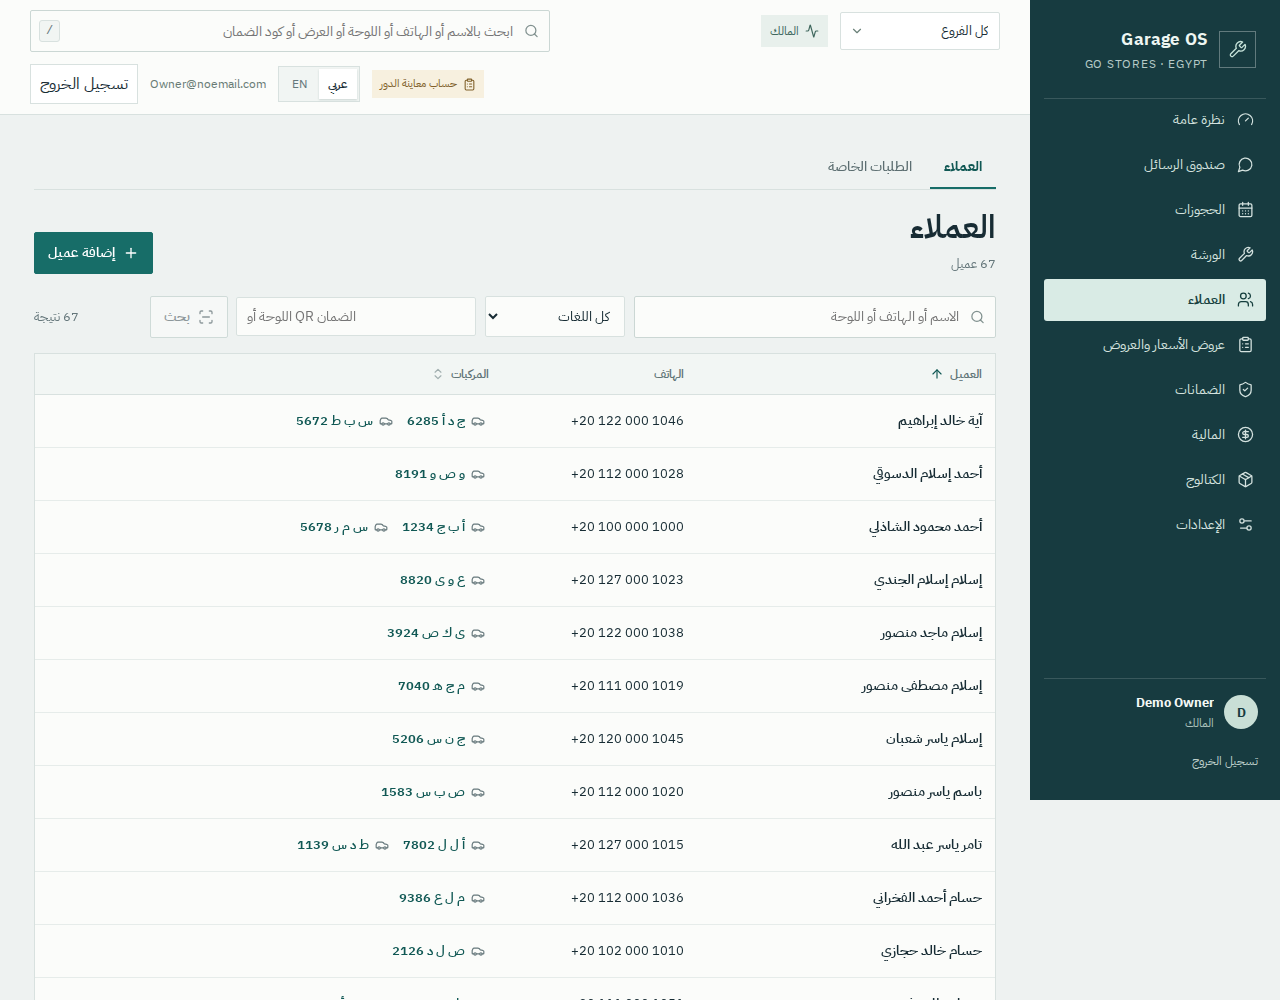 Garage OS
GO STORES · EGYPT
نظرة عامة
صندوق الرسائل
الحجوزات
الورشة
العملاء
عروض الأسعار والعروض
الضمانات
المالية
الكتالوج
الإعدادات
Demo Owner
D
المالك
تسجيل الخروج
كل الفروع
المالك
ابحث بالاسم أو الهاتف أو اللوحة أو العرض أو كود الضمان
/
حساب معاينة الدور
عربي
EN
Owner@noemail.com
تسجيل الخروج
العملاء
الطلبات الخاصة
العملاء
67 عميل
إضافة عميل
الاسم أو الهاتف أو اللوحة
كل اللغات
الضمان QR اللوحة أو
بحث
67 نتيجة
العميل الهاتف المركبات
آية خالد إبراهيم +20 122 000 1046 ج د أ 6285 س ب ط 5672
أحمد إسلام الدسوقي +20 112 000 1028 و ص و 8191
أحمد محمود الشاذلي +20 100 000 1000 أ ب ج 1234 س م ر 5678
إسلام إسلام الجندي +20 127 000 1023 ع و ى 8820
إسلام ماجد منصور +20 122 000 1038 ى ك ص 3924
إسلام مصطفى منصور +20 111 000 1019 م ج ه 7040
إسلام ياسر شعبان +20 120 000 1045 ج ن س 5206
باسم ياسر منصور +20 112 000 1020 ص ب س 1583
تامر ياسر عبد الله +20 127 000 1015 أ ل ل 7802 ط د س 1139
حسام أحمد الفخراني +20 112 000 1036 م ل ع 9386
حسام خالد حجازي +20 102 000 1010 ص ل د 2126